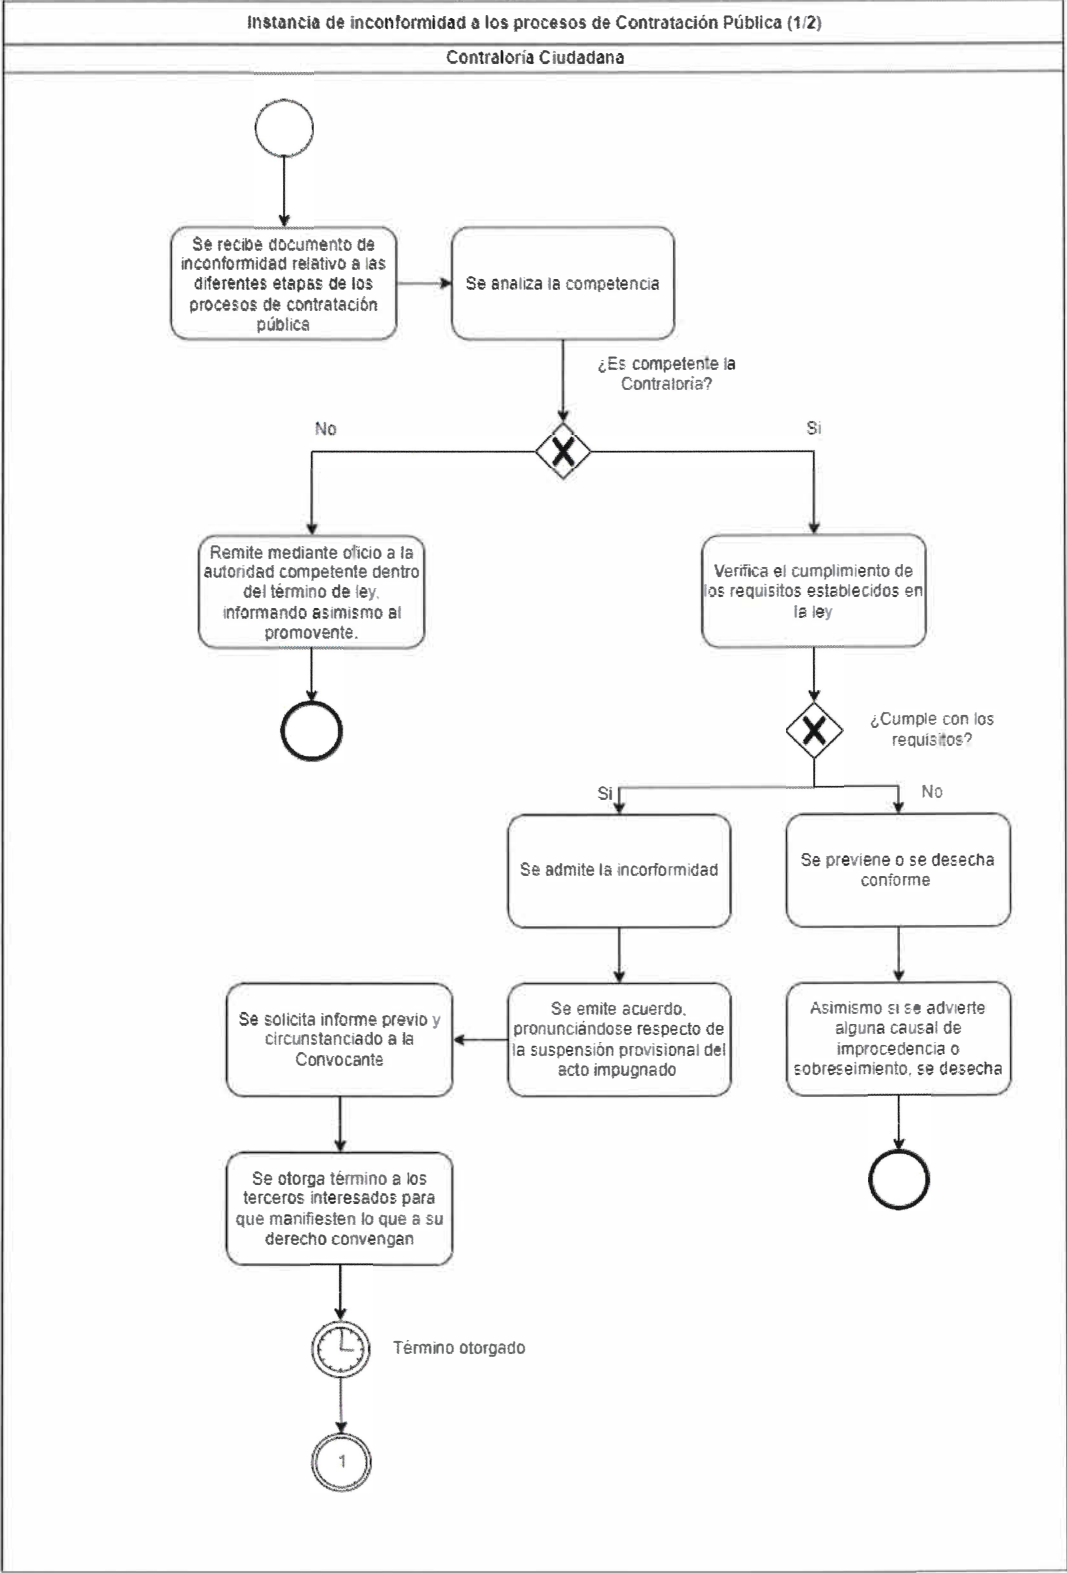 Instancia de inconformidad a los procesos de Contratación Pública (1/2)
Contraloría Ciudadana
Se recibe documento de
inconformidad relativo a las
diferentes etapas de los
procesos de contratación
pública
Se analiza la competencia
¿Es competente la
Contraloría?
No
Si
Remite mediante oficio a la
autoridad competente dentro
del término de ley,
informando asimismo al
promovente.
Verifica el cumplimiento de
los requisitos establecidos en
la ley
¿Cumple con los
requisitos?
Si
No
Se admite la incorformidad
Se previene o se desecha
conforme
Se solicita informe previo y
circunstanciado a la
Convocante
Se emite acuerdo,
pronunciándose respecto de
la suspensión provisional del
acto impugnado
Asimismo si se advierte
alguna causal de
improcedencia o
sobreseimiento, se desecha
Se otorga término a los
terceros interesados para
que manifiesten lo que a su
derecho convengan
Término otorgado
1